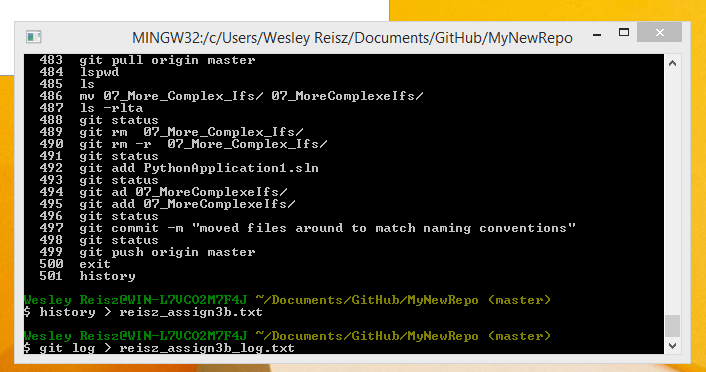 MINGW32:/c/Users/Wesley Reisz/Documents/GitHub/MyNewRepo
483 git pull origin master
484 lspwd
485 ls
486 mv 07_More_Complex_Ifs/ 07_MoreComplexeIfs/
487 ls -rlta
488 git status
489 git rm  07_More_Complex_Ifs/
490 git rm -r  07_More_Complex_Ifs/
491 git status
492 git add PythonApplication1.sln
493 git status
494 git ad 07_MoreComplexeIfs/
495 git add 07_MoreComplexeIfs/
496 git status
497 git commit -m "moved files around to match naming conventions"
498 git status
499 git push origin master
500 exit
501 history
Wesley Reisz@WIN-L7VCO2M7F4J ~/Documents/GitHub/MyNewRepo (master)
$ history > reisz_assign3b.txt
Wesley Reisz@WIN-L7VCO2M7F4J ~/Documents/GitHub/MyNewRepo (master)
$ git log > reisz_assign3b_log.txt